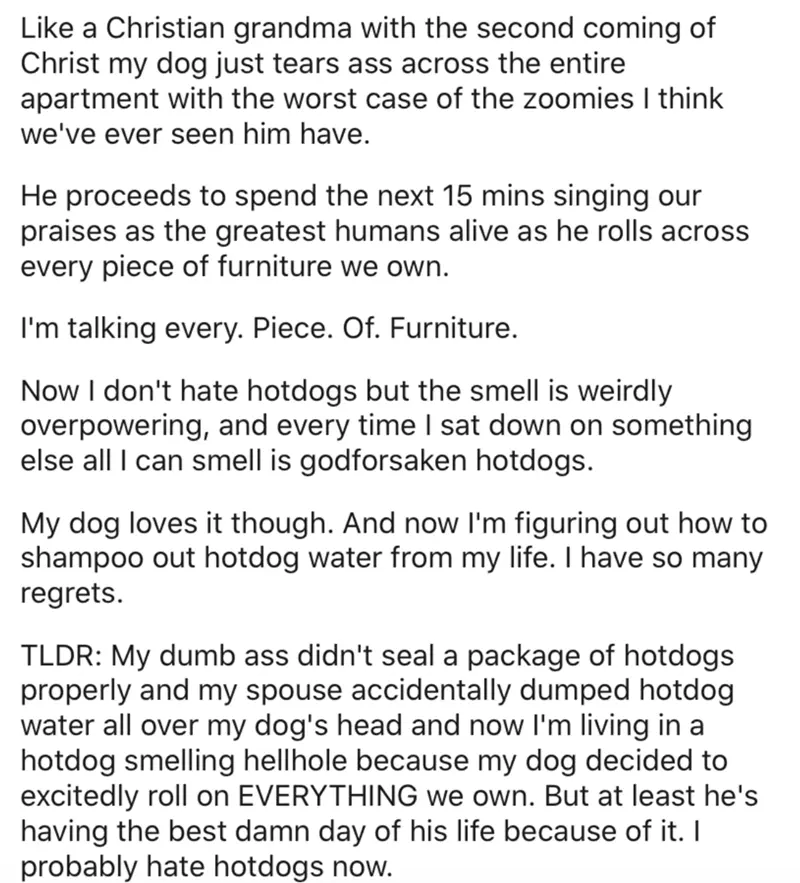 Like a Christian grandma with the second coming of
Christ my dog just tears ass across the entire
apartment with the worst case of the zoomies I think
we've ever seen him have.
He proceeds to spend the next 15 mins singing our
praises as the greatest humans alive as he rolls across
every piece of furniture we own.
I'm talking every. Piece. Of. Furniture.
Now I don't hate hotdogs but the smell is weirdly
overpowering, and every time I sat down on something
else all I can smell is godforsaken hotdogs.
My dog loves it though. And now I'm figuring out how to
shampoo out hotdog water from my life. I have so many
regrets.
TLDR: My dumb ass didn't seal a package of hotdogs
properly and my spouse accidentally dumped hotdog
water all over my dog's head and now I'm living in a
hotdog smelling hellhole because my dog decided to
excitedly roll on EVERYTHING we own. But at least he's
having the best damn day of his life because of it. I
probably hate hotdogs now.